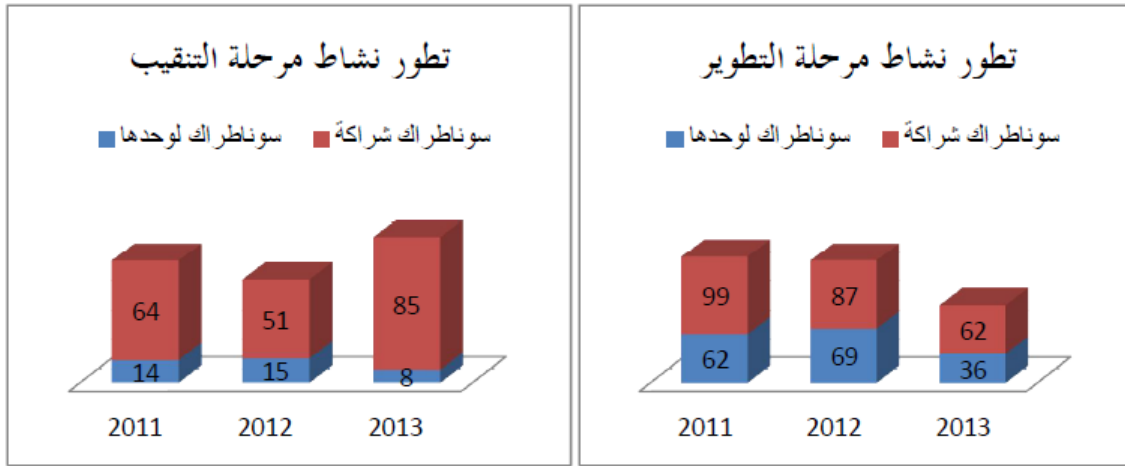 تطور نشاط مرحلة التنقيب
سوناطراك لوحدها سوناطراك شراكة
64 51 85
14 15 8
2011 2012 2013
تطور نشاط مرحلة التطوير
سوناطراك لوحدها سوناطراك شراكة
99 87 62
62 69 36
2011 2012 2013